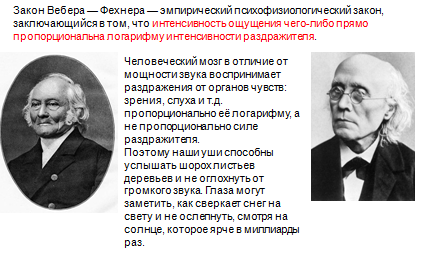 Закон Вебера — Фехнера — эмпирический психофизиологический закон,
заключающийся в том, что интенсивность ощущения чего-либо прямо
пропорциональна логарифму интенсивности раздражителя.
Человеческий мозг в отличие от
мощности звука воспринимает
раздражения от органов чувств:
зрения, слуха и т.д.
пропорционально её логарифму, а
не пропорционально силе
раздражителя.
Поэтому наши уши способны
услышать шорох листьев
деревьев и не оглохнуть от
громкого звука. Глаза могут
заметить, как сверкает снег на
свету и не ослепнуть, смотря на
солнце, которое ярче в миллиарды
раз.